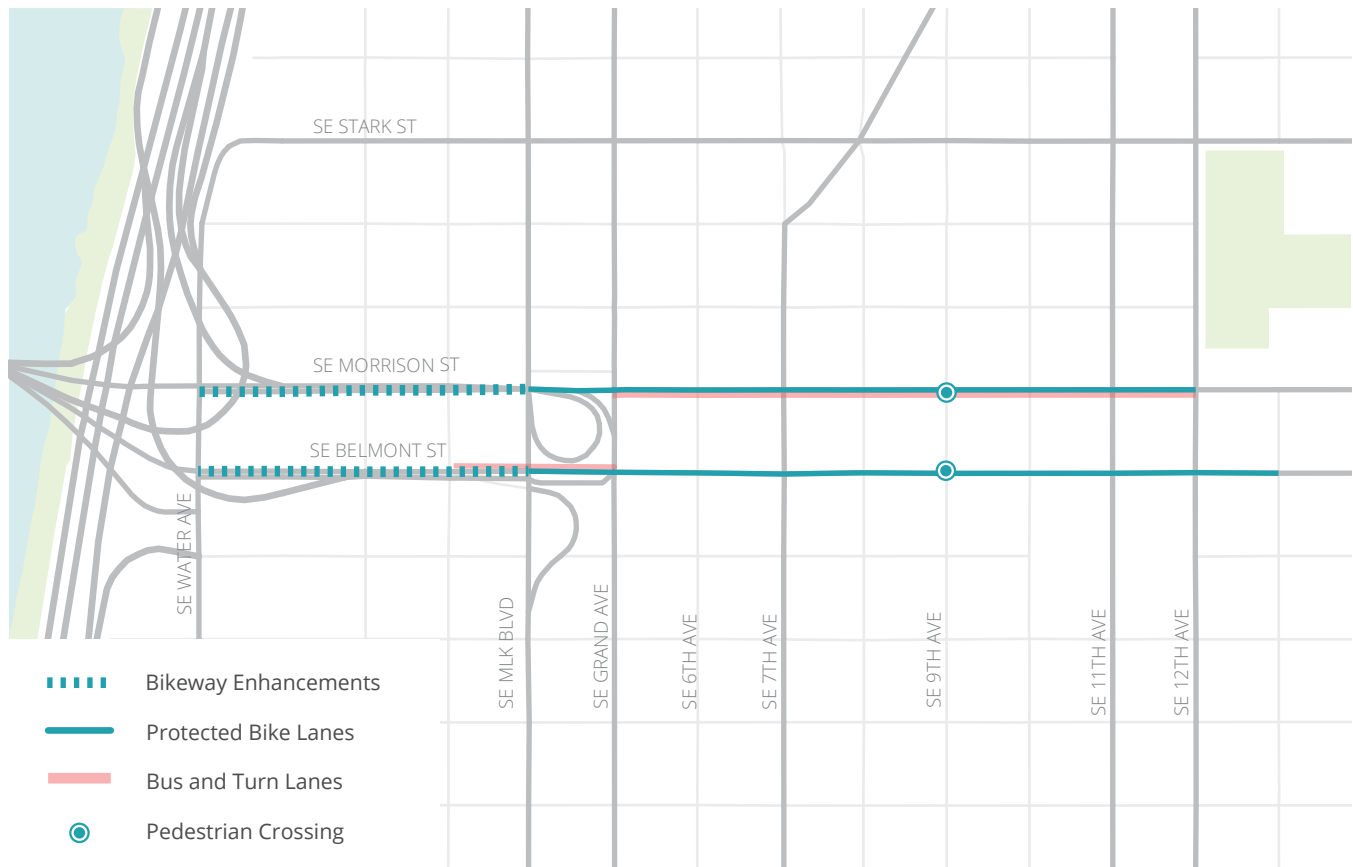 SE STARK ST
SE MORRISON ST
SE BELMONT ST
SE WATER AVE
SE MLK BLVD
SE GRAND AVE
SE 6TH AVE
SE 7TH AVE
SE 9TH AVE
SE 11TH AVE
SE 12TH AVE
Bikeway Enhancements
Protected Bike Lanes
Bus and Turn Lanes
Pedestrian Crossing